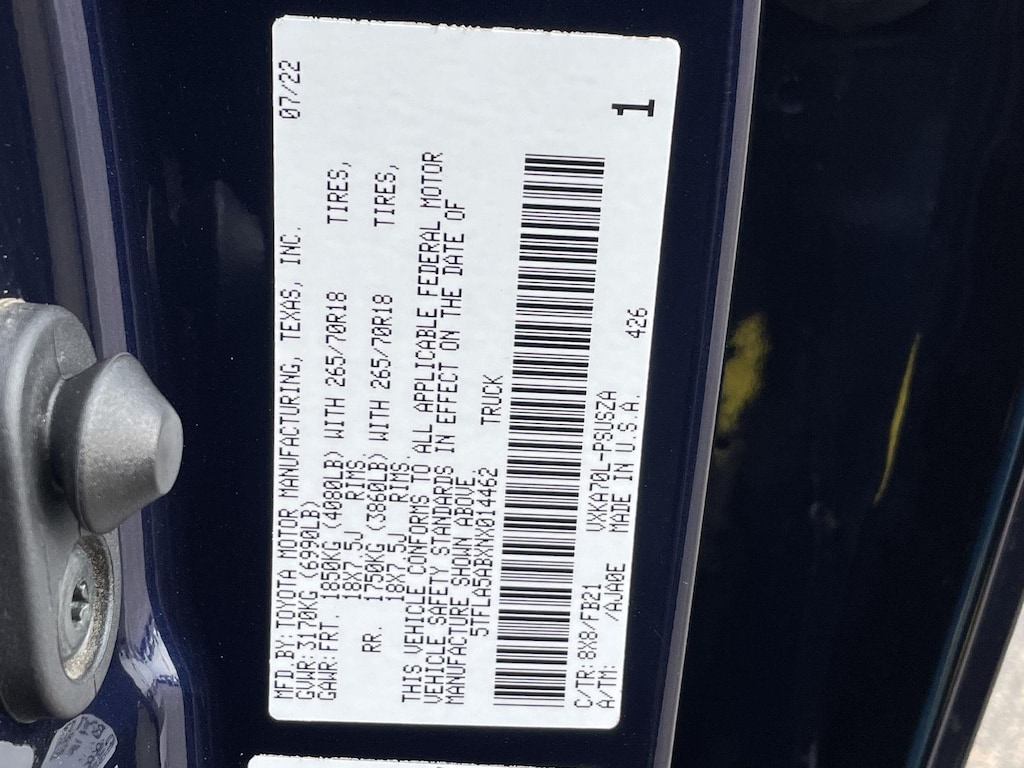 MFD.BY:TOYOTA MOTOR MANUFACTURING, TEXAS, INC. 07/22
GVWR:3170KG (6990LB)
GAWR:FRT. 1850KG (4080LB) WITH 265/70R18 TIRES,
18X7.5J RIMS
RR. 1750KG (3860LB) WITH 265/70R18 TIRES,
18X7.5J RIMS.
THIS VEHICLE CONFORMS TO ALL APPLICABLE FEDERAL MOTOR
VEHICLE SAFETY STANDARDS IN EFFECT ON THE DATE OF
MANUFACTURE SHOWN ABOVE.
5TFLA5ABXNX014462 TRUCK
C/TR:8X8/FB21 VXKA70L-PSUSZA 1
A/TM: /AJA0E MADE IN U.S.A. 426